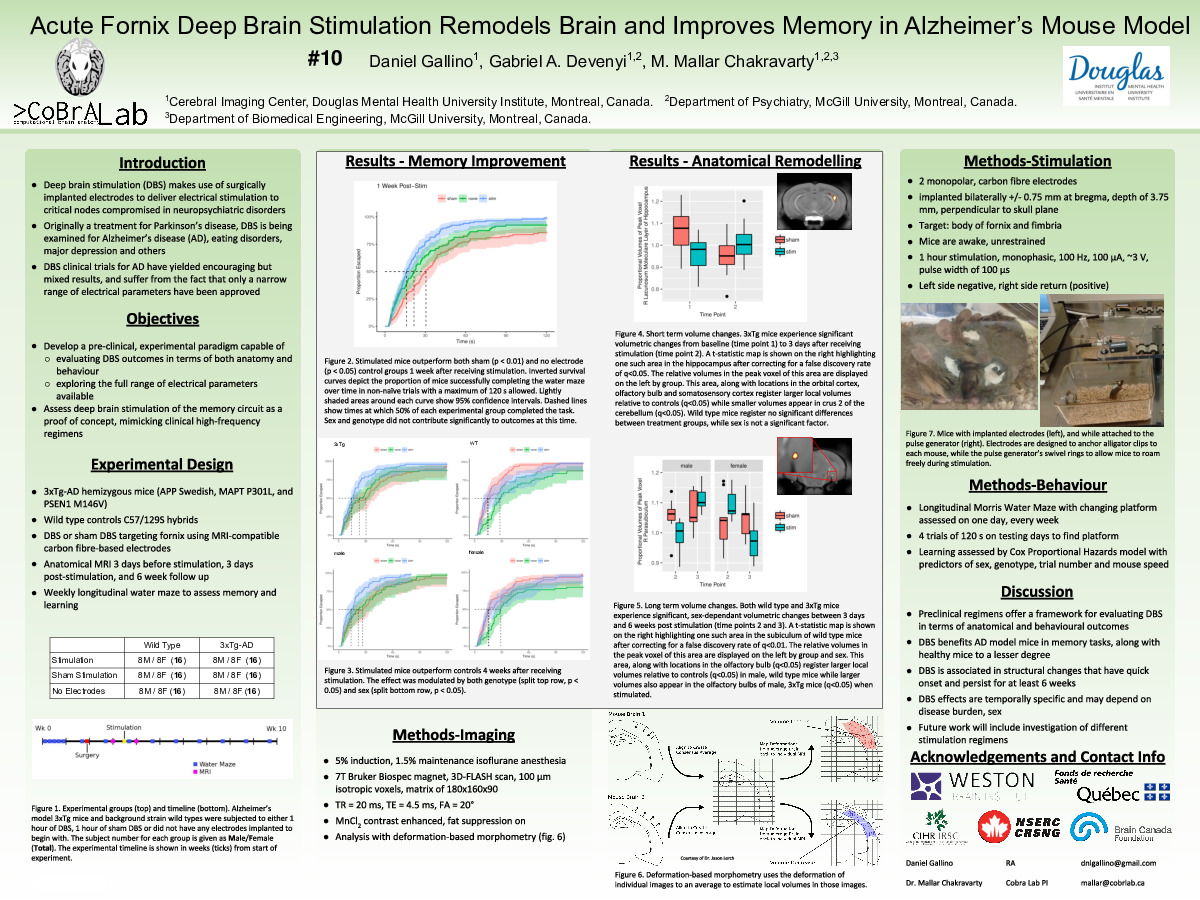 Acute Fornix Deep Brain Stimulation Remodels Brain and Improves Memory in Alzheimer's Mouse Model
#10
Daniel Gallino1, Gabriel A. Devenyi1,2, M. Mallar Chakravarty1,2,3
>CoBrALab
1Cerebral Imaging Center, Douglas Mental Health University Institute, Montreal, Canada. 2Department of Psychiatry, McGill University, Montreal, Canada.
3Department of Biomedical Engineering, McGill University, Montreal, Canada.
Douglas
INSTITUT UNIVERSITAIRE EN SANTÉ MENTALE
MENTAL HEALTH UNIVERSITY INSTITUTE
Introduction
● Deep brain stimulation (DBS) makes use of surgically
implanted electrodes to deliver electrical stimulation to
critical nodes compromised in neuropsychiatric disorders
● Originally a treatment for Parkinson's disease, DBS is being
examined for Alzheimer's disease (AD), eating disorders,
major depression and others
● DBS clinical trials for AD have yielded encouraging but
mixed results, and suffer from the fact that only a narrow
range of electrical parameters have been approved
Objectives
● Develop a pre-clinical, experimental paradigm capable of
○ evaluating DBS outcomes in terms of both anatomy and
behaviour
○ exploring the full range of electrical parameters
available
● Assess deep brain stimulation of the memory circuit as a
proof of concept, mimicking clinical high-frequency
regimens
Experimental Design
● 3xTg-AD hemizygous mice (APP Swedish, MAPT P301L, and
PSEN1 M146V)
● Wild type controls C57/129S hybrids
● DBS or sham DBS targeting fornix using MRI-compatible
carbon fibre-based electrodes
● Anatomical MRI 3 days before stimulation, 3 days
post-stimulation, and 6 week follow up
● Weekly longitudinal water maze to assess memory and
learning
Wild Type 3xTg-AD
Stimulation 8M / 8F (16) 8M / 8F (16)
Sham Stimulation 8M / 8F (16) 8M / 8F (16)
No Electrodes 8M / 8F (16) 8M / 8F (16)
Wk 0 Stimulation Wk 10
Surgery
Water Maze
MRI
Figure 1. Experimental groups (top) and timeline (bottom). Alzheimer's
model 3xTg mice and background strain wild types were subjected to either 1
hour of DBS, 1 hour of sham DBS or did not have any electrodes implanted to
begin with. The subject number for each group is given as Male/Female
(Total). The experimental timeline is shown in weeks (ticks) from start of
experiment.
Results - Memory Improvement
1 Week Post-Stim
sham none stim
Proportion Escaped
100%
75%
50%
25%
0%
0 30 60 90 120
Time (s)
Figure 2. Stimulated mice outperform both sham (p < 0.01) and no electrode
(p < 0.05) control groups 1 week after receiving stimulation. Inverted survival
curves depict the proportion of mice successfully completing the water maze
over time in non-naïve trials with a maximum of 120 s allowed. Lightly
shaded areas around each curve show 95% confidence intervals. Dashed lines
show times at which 50% of each experimental group completed the task.
Sex and genotype did not contribute significantly to outcomes at this time.
3xTg
WT
male
female
Figure 3. Stimulated mice outperform controls 4 weeks after receiving
stimulation. The effect was modulated by both genotype (split top row, p <
0.05) and sex (split bottom row, p < 0.05).
Methods-Imaging
● 5% induction, 1.5% maintenance isoflurane anesthesia
● 7T Bruker Biospec magnet, 3D-FLASH scan, 100 µm
isotropic voxels, matrix of 180x160x90
● TR = 20 ms, TE = 4.5 ms, FA = 20°
● MnCl2 contrast enhanced, fat suppression on
● Analysis with deformation-based morphometry (fig. 6)
Results - Anatomical Remodelling
Proportional Volumes of Peak Voxel
R Lacunosum Moleculare Layer of Hippocampus
1.2
1.1
1.0
0.9
0.8
1 2
Time Point
sham
stim
Figure 4. Short term volume changes. 3xTg mice experience significant
volumetric changes from baseline (time point 1) to 3 days after receiving
stimulation (time point 2). A t-statistic map is shown on the right highlighting
one such area in the hippocampus after correcting for a false discovery rate
of q<0.05. The relative volumes in the peak voxel of this area are displayed
on the left by group. This area, along with locations in the orbital cortex,
olfactory bulb and somatosensory cortex register larger local volumes
relative to controls (q<0.05) while smaller volumes appear in crus 2 of the
cerebellum (q<0.05). Wild type mice register no significant differences
between treatment groups, while sex is not a significant factor.
male female
Proportional Volumes of Peak Voxel
R Parasubiculum
1.2
1.1
1.0
0.9
2 3 2 3
Time Point
sham
stim
Figure 5. Long term volume changes. Both wild type and 3xTg mice
experience significant, sex-dependant volumetric changes between 3 days
and 6 weeks post stimulation (time points 2 and 3). A t-statistic map is shown
on the right highlighting one such area in the subiculum of wild type mice
after correcting for a false discovery rate of q<0.01. The relative volumes in
the peak voxel of this area are displayed on the left by group and sex. This
area, along with locations in the olfactory bulb (q<0.05) register larger local
volumes relative to controls (q<0.05) in male, wild type mice while larger
volumes also appear in the olfactory bulbs of male, 3xTg mice (q<0.05) when
stimulated.
Mouse Brain 1
Mouse Brain 2
Courtesy of Dr. Jason Lerch
Figure 6. Deformation-based morphometry uses the deformation of
individual images to an average to estimate local volumes in those images.
Methods-Stimulation
● 2 monopolar, carbon fibre electrodes
● implanted bilaterally +/- 0.75 mm at bregma, depth of 3.75
mm, perpendicular to skull plane
● Target: body of fornix and fimbria
● Mice are awake, unrestrained
● 1 hour stimulation, monophasic, 100 Hz, 100 µA, ~3 V,
pulse width of 100 µs
● Left side negative, right side return (positive)
Figure 7. Mice with implanted electrodes (left), and while attached to the
pulse generator (right). Electrodes are designed to anchor alligator clips to
each mouse, while the pulse generator's swivel rings to allow mice to roam
freely during stimulation.
Methods-Behaviour
● Longitudinal Morris Water Maze with changing platform
assessed on one day, every week
● 4 trials of 120 s on testing days to find platform
● Learning assessed by Cox Proportional Hazards model with
predictors of sex, genotype, trial number and mouse speed
Discussion
● Preclinical regimens offer a framework for evaluating DBS
in terms of anatomical and behavioural outcomes
● DBS benefits AD model mice in memory tasks, along with
healthy mice to a lesser degree
● DBS is associated in structural changes that have quick
onset and persist for at least 6 weeks
● DBS effects are temporally specific and may depend on
disease burden, sex
● Future work will include investigation of different
stimulation regimens
Acknowledgements and Contact Info
WESTON
Fonds de recherche
Santé
Québec
CIHR IRSC
NSERC
CRSNG
Brain Canada
Foundation
Daniel Gallino RA dnlgallino@gmail.com
Dr. Mallar Chakravarty Cobra Lab PI mallar@cobrlab.ca